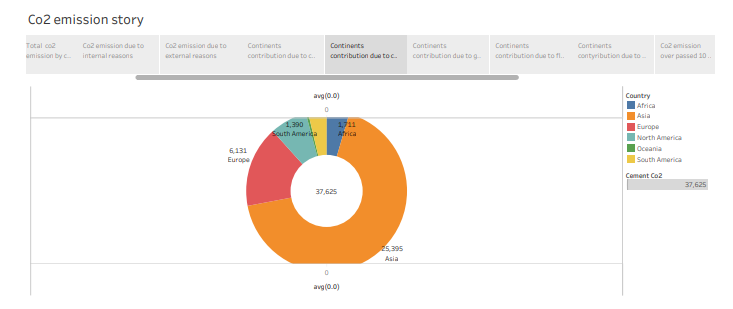 Co2 emission story
Total co2
emission by c..
Co2 emission due to
internal reasons
Co2 emission due to
external reasons
Continents
contribution due to c..
Continents
contribution due to c..
Continents
contribution due to g..
Continents
contribution due to fl..
Continents
contyribution due to ..
Co2 emission
over passed 10 ..
avg(0.0)
0
1,390
South America
1,711
Africa
6,131
Europe
37,625
25,395
Asia
0
avg(0.0)
Country
Africa
Asia
Europe
North America
Oceania
South America
Cement Co2
37,625